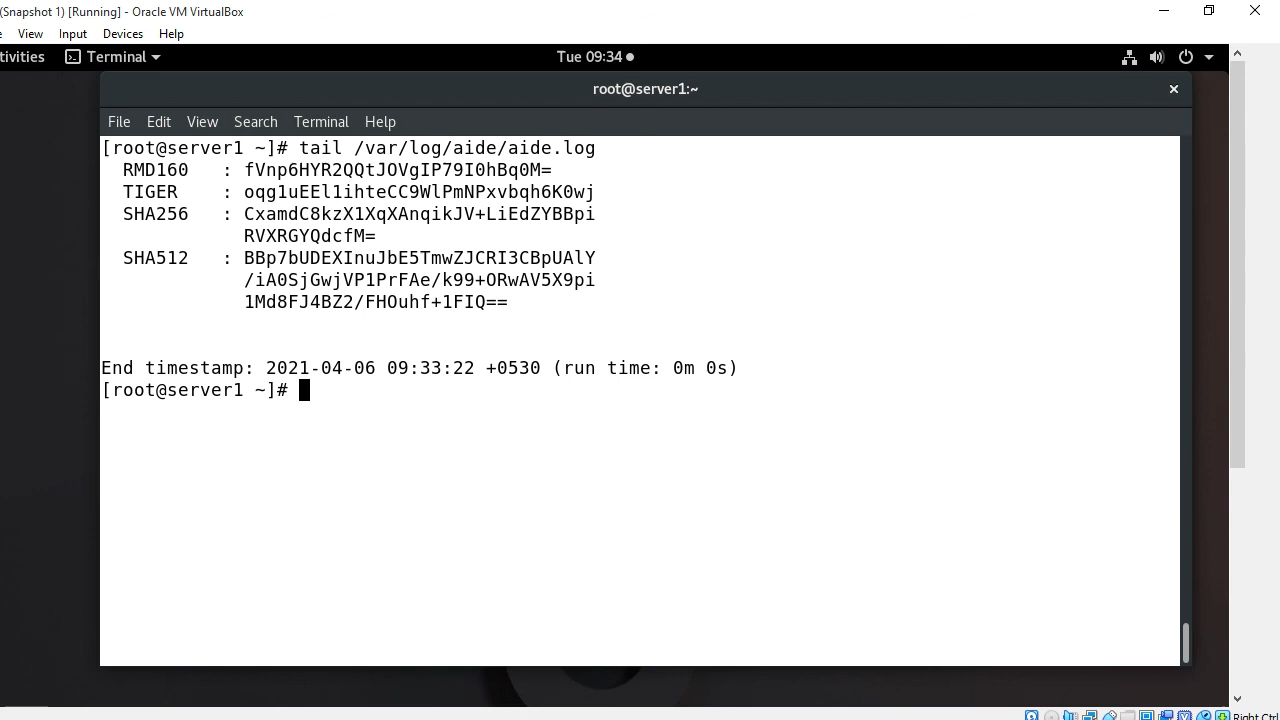 (Snapshot 1) [Running] - Oracle VM VirtualBox
e View Input Devices Help
tivities Terminal Tue 09:34
root@server1:~
File Edit View Search Terminal Help
[root@server1 ~]# tail /var/log/aide/aide.log
RMD160 : fVnp6HYR2QQtJOVgIP79I0hBq0M=
TIGER : oqg1uEEl1ihteCC9WlPmNPxvbqh6K0wj
SHA256 : CxamdC8kzX1XqXAnqikJV+LiEdZYBBpi
RVXRGYQdcfM=
SHA512 : BBp7bUDEXInuJbE5TmwZJCRI3CBpUAlY
/iA0SjGwjVP1PrFAe/k99+ORwAV5X9pi
1Md8FJ4BZ2/FHOuhf+1FIQ==
End timestamp: 2021-04-06 09:33:22 +0530 (run time: 0m 0s)
[root@server1 ~]#
Right Ctrl